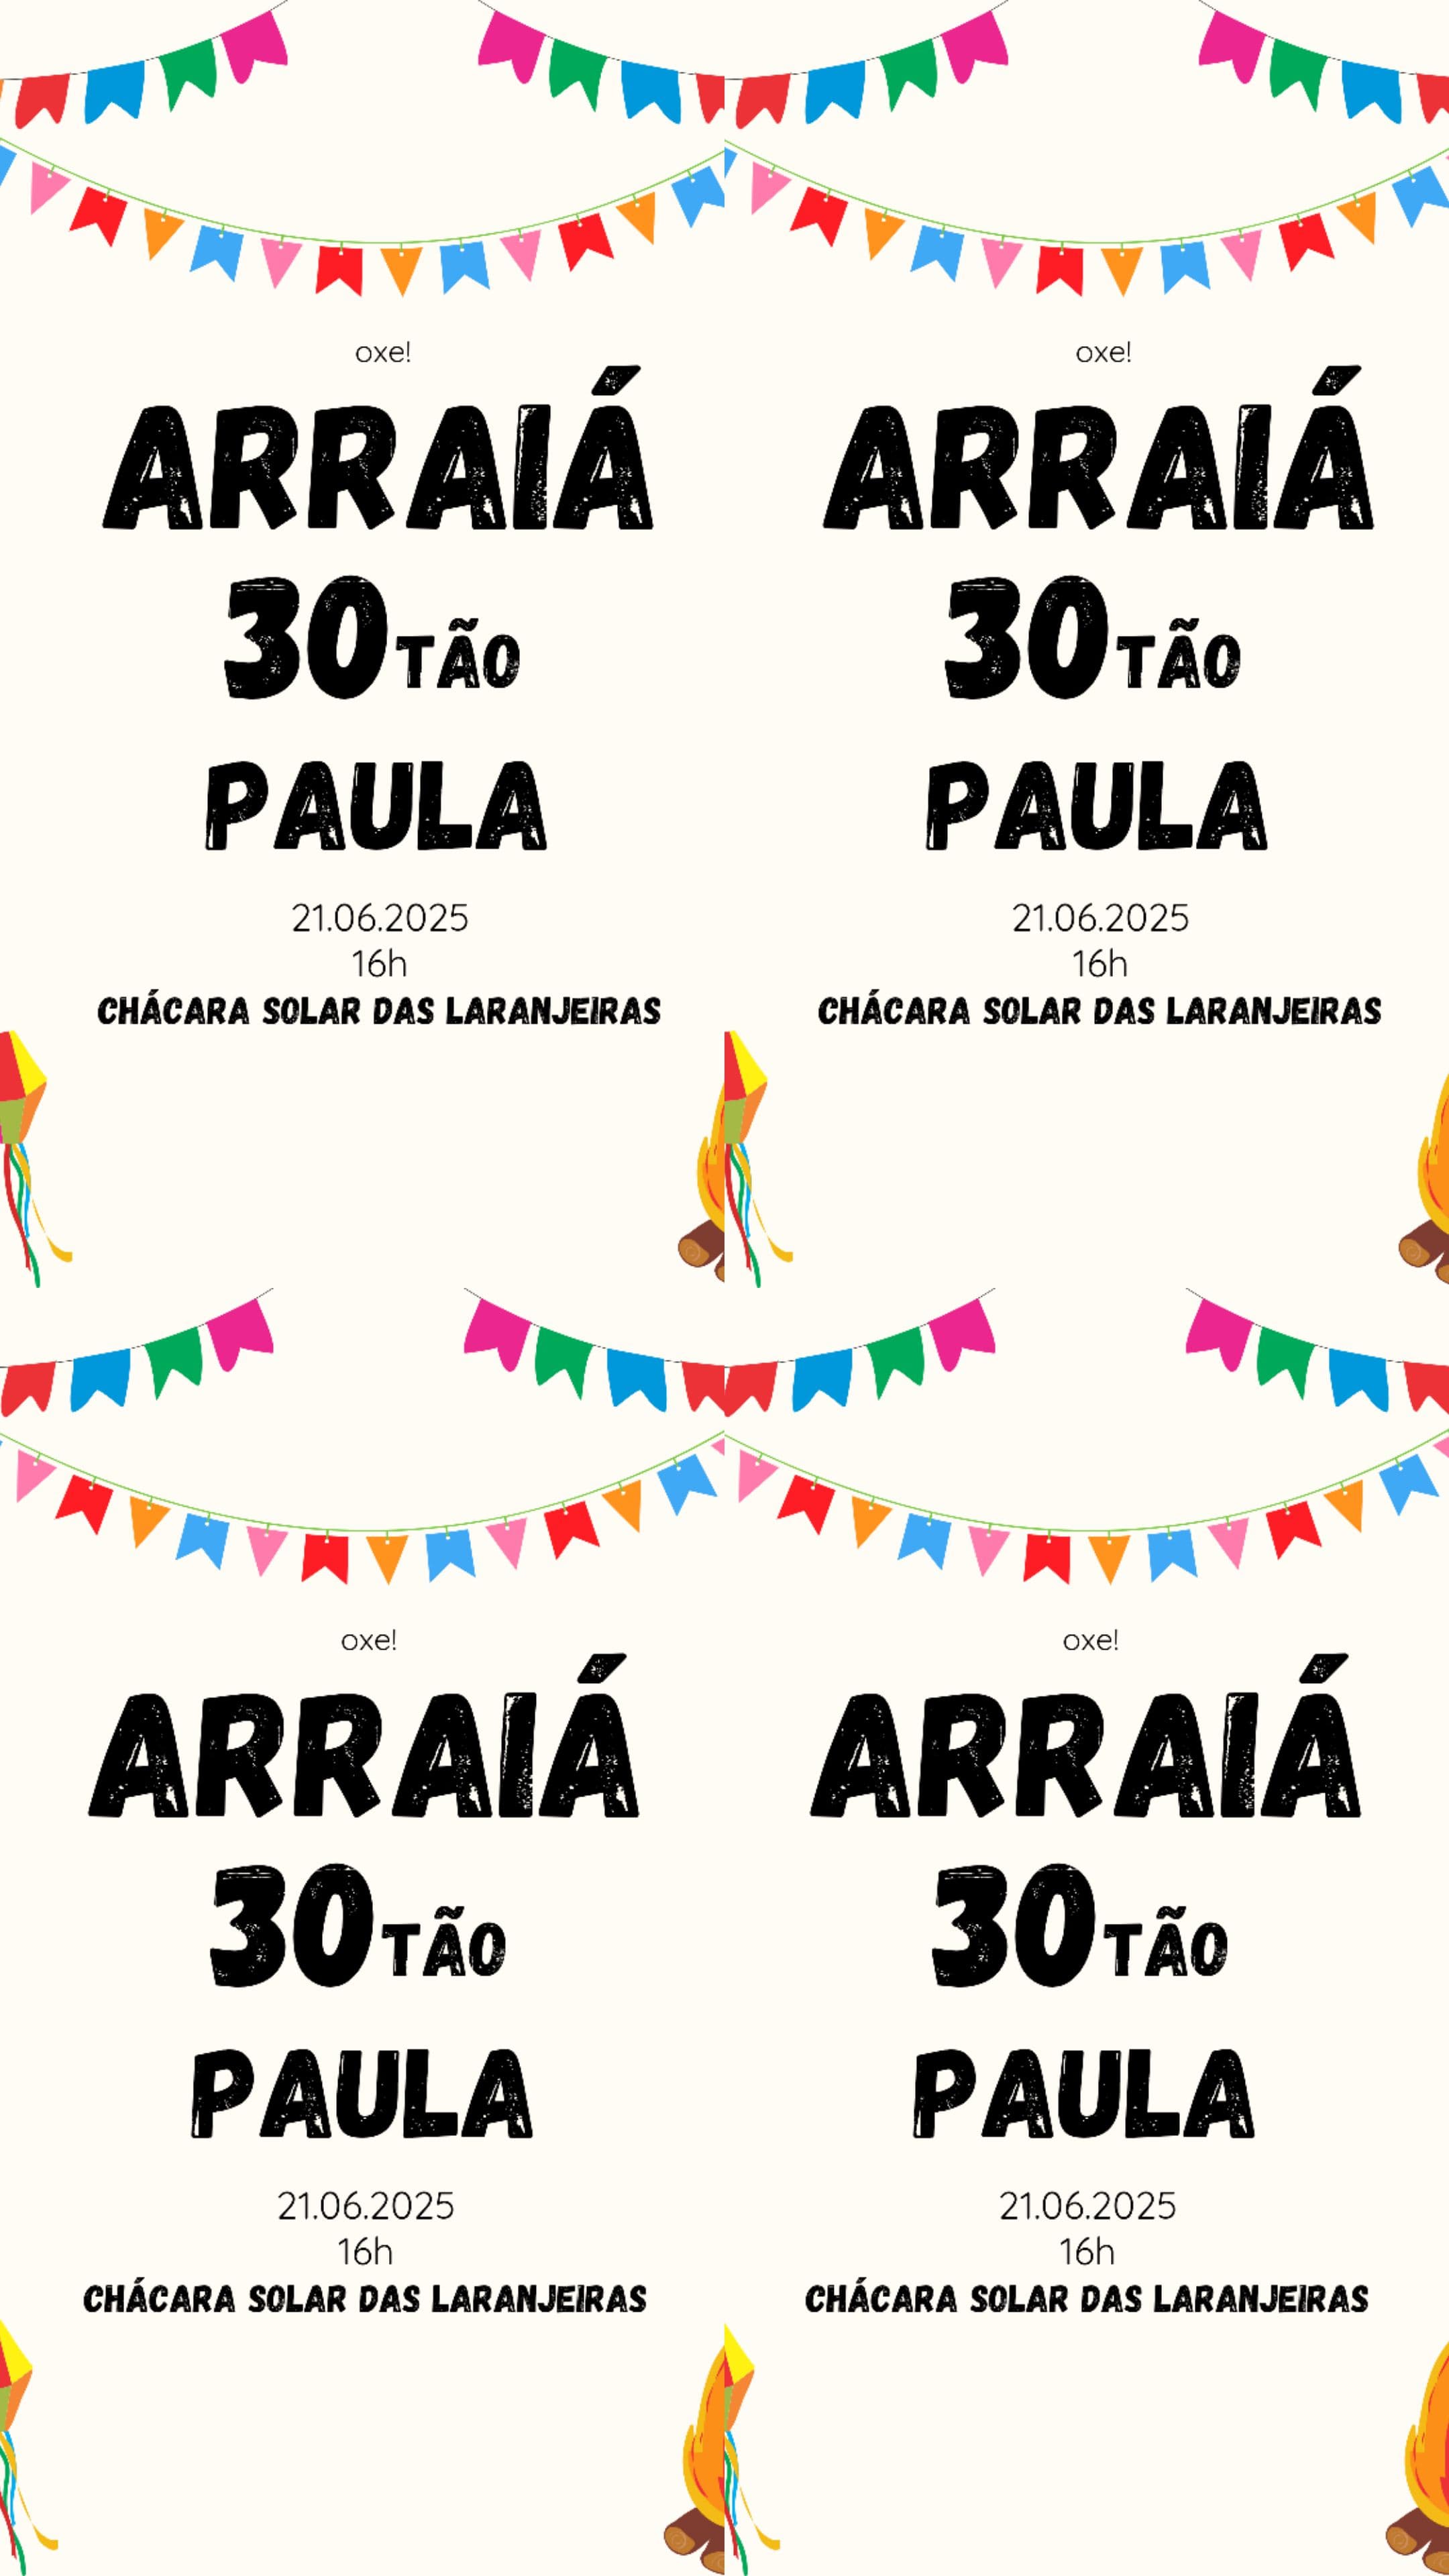 oxe!
ARRAIÁ
30TÃO
PAULA
21.06.2025
16h
CHÁCARA SOLAR DAS LARANJEIRAS
oxe!
ARRAIÁ
30TÃO
PAULA
21.06.2025
16h
CHÁCARA SOLAR DAS LARANJEIRAS
oxe!
ARRAIÁ
30TÃO
PAULA
21.06.2025
16h
CHÁCARA SOLAR DAS LARANJEIRAS
oxe!
ARRAIÁ
30TÃO
PAULA
21.06.2025
16h
CHÁCARA SOLAR DAS LARANJEIRAS